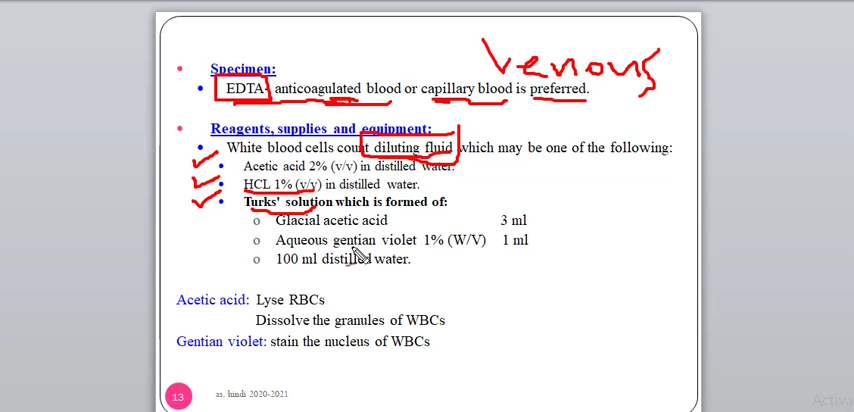 Venous
Specimen:
EDTA- anticoagulated blood or capillary blood is preferred.
Reagents, supplies and equipment:
White blood cells count diluting fluid which may be one of the following:
Acetic acid 2% (v/v) in distilled water.
HCL 1% (v/v) in distilled water.
Turks' solution which is formed of:
o Glacial acetic acid 3 ml
o Aqueous gentian violet 1% (W/V) 1 ml
o 100 ml distilled water.
Acetic acid: Lyse RBCs
Dissolve the granules of WBCs
Gentian violet: stain the nucleus of WBCs
13 as. hindi 2020-2021
Activa